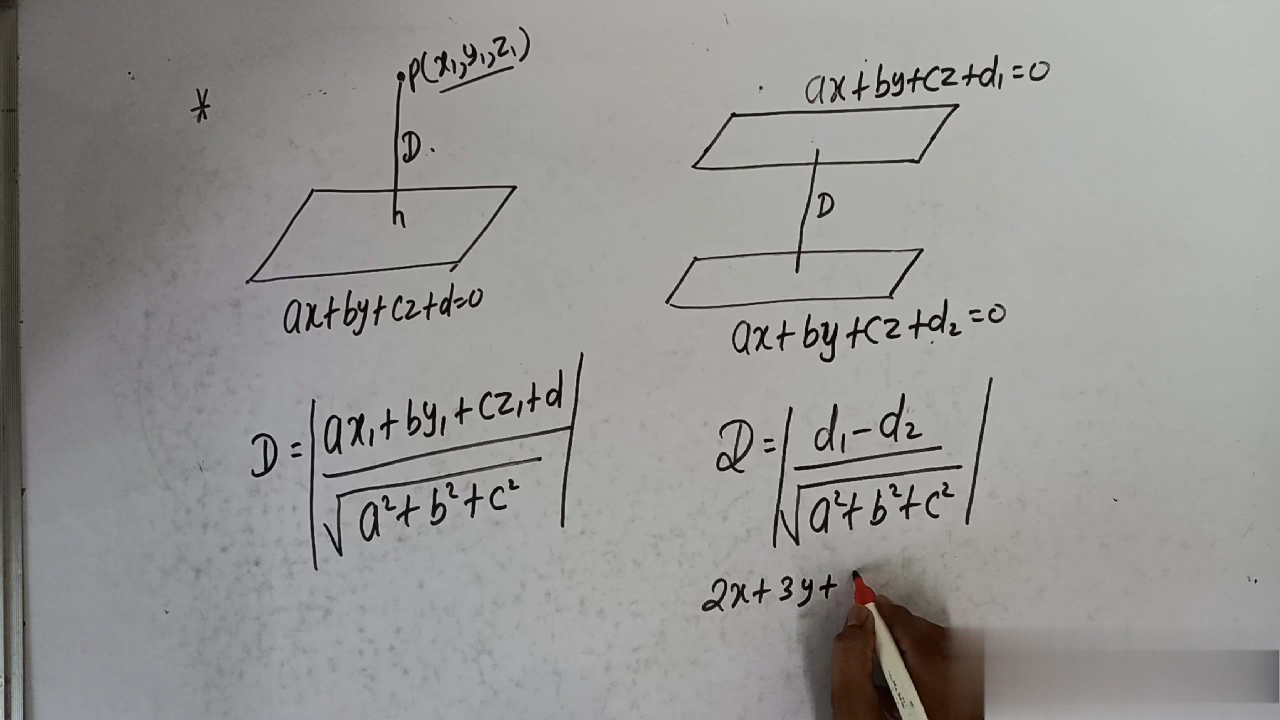 *
P(x₁,y₁,z₁)
D.
ax+by+cz+d=0
D = |ax₁+by₁+cz₁+d / √a²+b²+c²|
ax+by+cz+d₁=0
D
ax+by+cz+d₂=0
D = |d₁-d₂ / √a²+b²+c²|
2x+3y+